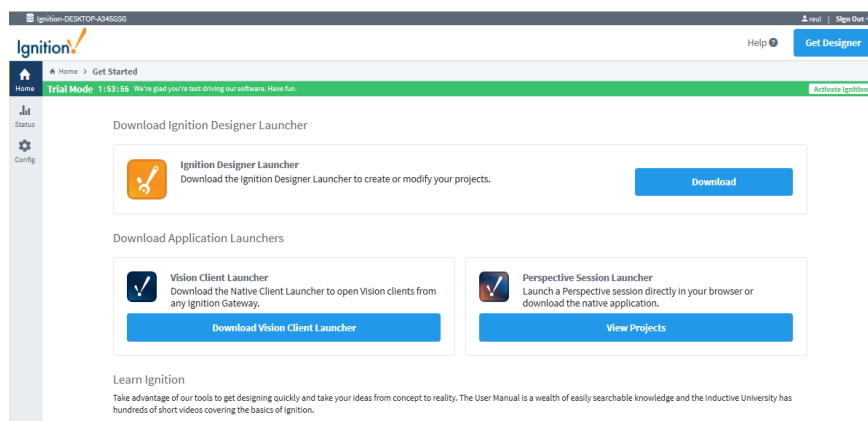 Ignition-DESKTOP-A345GSG
raul | Sign Out
Ignition!
Help ?
Get Designer
Home > Get Started
Home
Trial Mode 1:53:56 We're glad you're test driving our software. Have fun.
Activate Ignition
Status
Config
Download Ignition Designer Launcher
Ignition Designer Launcher
Download the Ignition Designer Launcher to create or modify your projects.
Download
Download Application Launchers
Vision Client Launcher
Download the Native Client Launcher to open Vision clients from
any Ignition Gateway.
Download Vision Client Launcher
Perspective Session Launcher
Launch a Perspective session directly in your browser or
download the native application.
View Projects
Learn Ignition
Take advantage of our tools to get designing quickly and take your ideas from concept to reality. The User Manual is a wealth of easily searchable knowledge and the Inductive University has
hundreds of short videos covering the basics of Ignition.